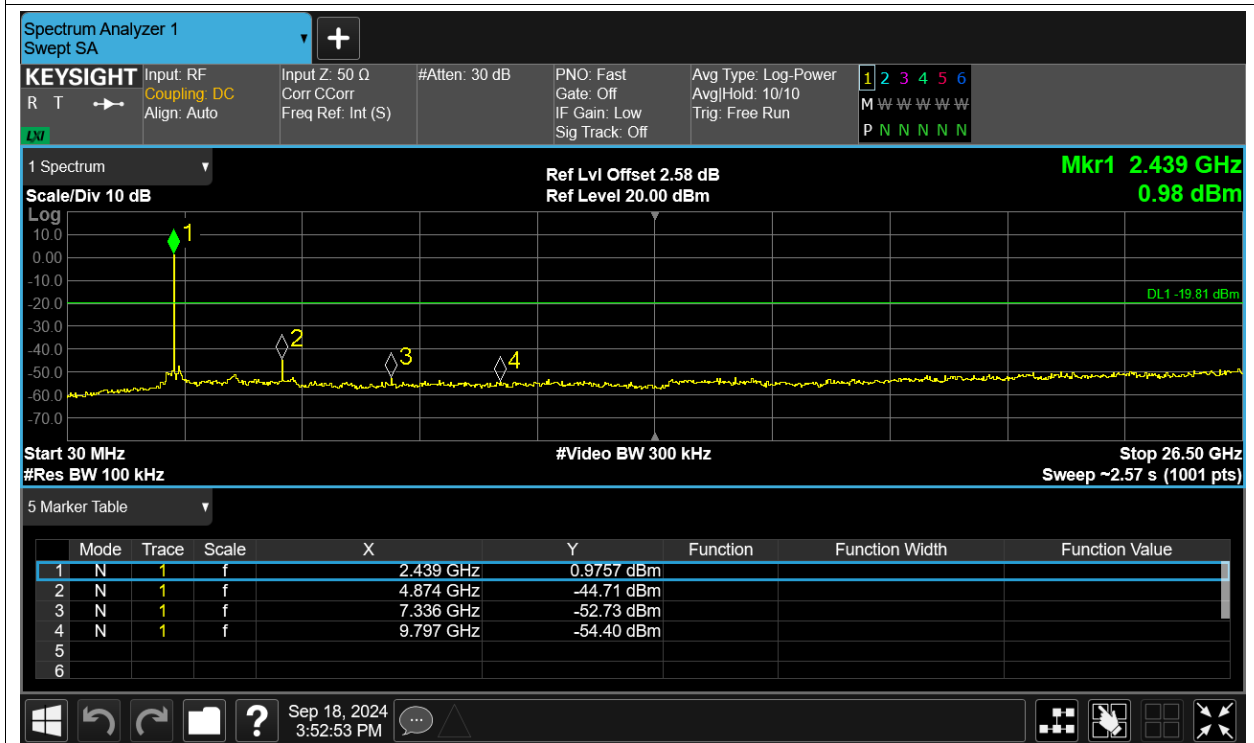 Spectrum Analyzer 1
Swept SA
+
KEYSIGHT
R T
LXI
Input: RF
Coupling: DC
Align: Auto
Input Z: 50 Ω
Corr CCorr
Freq Ref: Int (S)
#Atten: 30 dB
PNO: Fast
Gate: Off
IF Gain: Low
Sig Track: Off
Avg Type: Log-Power
Avg|Hold: 10/10
Trig: Free Run
1 2 3 4 5 6
M W W W W W
P N N N N N
1 Spectrum
Scale/Div 10 dB
Ref Lvl Offset 2.58 dB
Ref Level 20.00 dBm
Mkr1 2.439 GHz
0.98 dBm
Log
10.0
0.00
-10.0
-20.0
-30.0
-40.0
-50.0
-60.0
-70.0
1
2
3
4
DL1 -19.81 dBm
Start 30 MHz
#Res BW 100 kHz
#Video BW 300 kHz
Stop 26.50 GHz
Sweep ~2.57 s (1001 pts)
5 Marker Table
Mode Trace Scale X Y Function Function Width Function Value
1 N 1 f 2.439 GHz 0.9757 dBm
2 N 1 f 4.874 GHz -44.71 dBm
3 N 1 f 7.336 GHz -52.73 dBm
4 N 1 f 9.797 GHz -54.40 dBm
5
6
?
Sep 18, 2024
3:52:53 PM